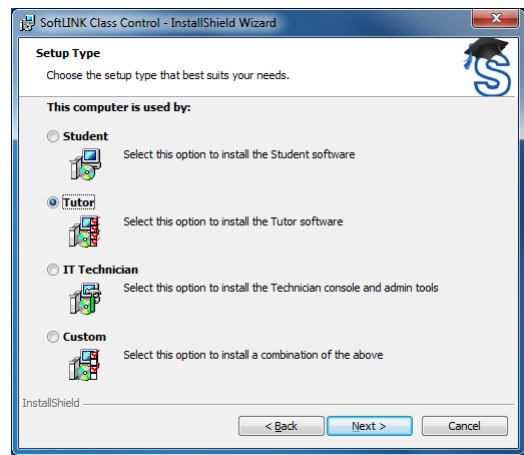 SoftLINK Class Control - InstallShield Wizard
Setup Type
Choose the setup type that best suits your needs.
This computer is used by:
Student
Select this option to install the Student software
Tutor
Select this option to install the Tutor software
IT Technician
Select this option to install the Technician console and admin tools
Custom
Select this option to install a combination of the above
InstallShield
< Back Next > Cancel